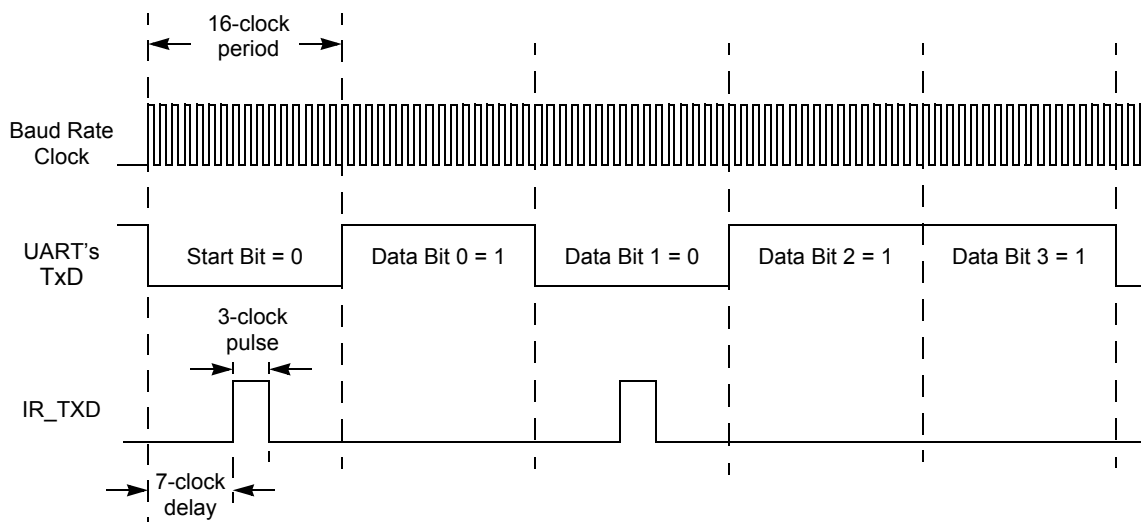 16-clock
period
Baud Rate
Clock
UART’s
TxD
Start Bit = 0
Data Bit 0 = 1
Data Bit 1 = 0
Data Bit 2 = 1
Data Bit 3 = 1
3-clock
pulse
IR_TXD
7-clock
delay